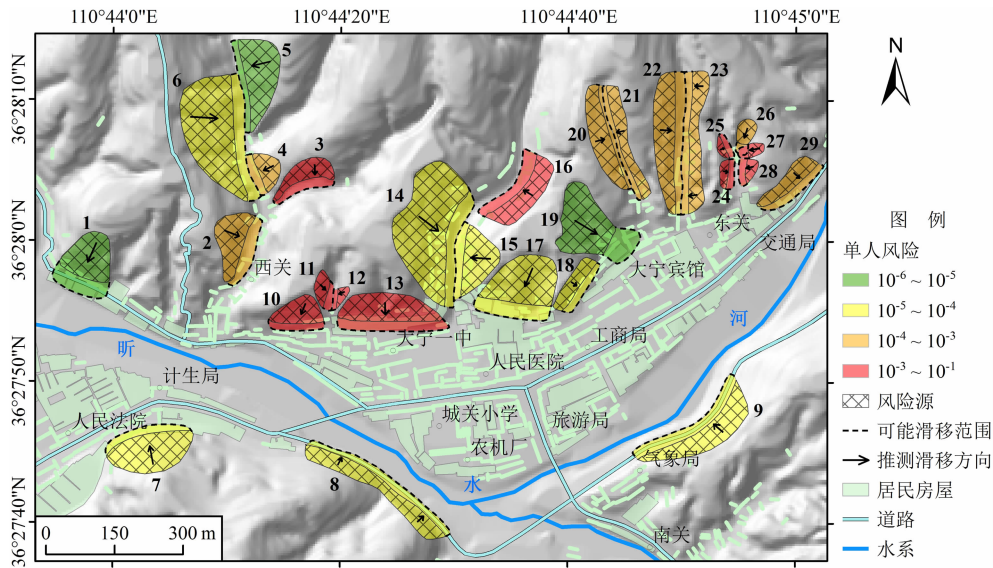 110°44′0″E
110°44′20″E
110°44′40″E
110°45′0″E
36°28′10″N
36°28′0″N
36°27′50″N
36°27′40″N
N
5
6
3
4
22
23
21
20
26
25
27
29
28
24
16
14
19
1
2
西关
东关
交通局
15
17
18
大宁宾馆
11
12
10
13
大宁一中
工商局
河
昕
人民医院
计生局
城关小学
旅游局
人民法院
农机厂
9
气象局
7
8
水
南关
0
150
300 m
图 例
单人风险
10⁻⁶ ~ 10⁻⁵
10⁻⁵ ~ 10⁻⁴
10⁻⁴ ~ 10⁻³
10⁻³ ~ 10⁻¹
风险源
可能滑移范围
推测滑移方向
居民房屋
道路
水系